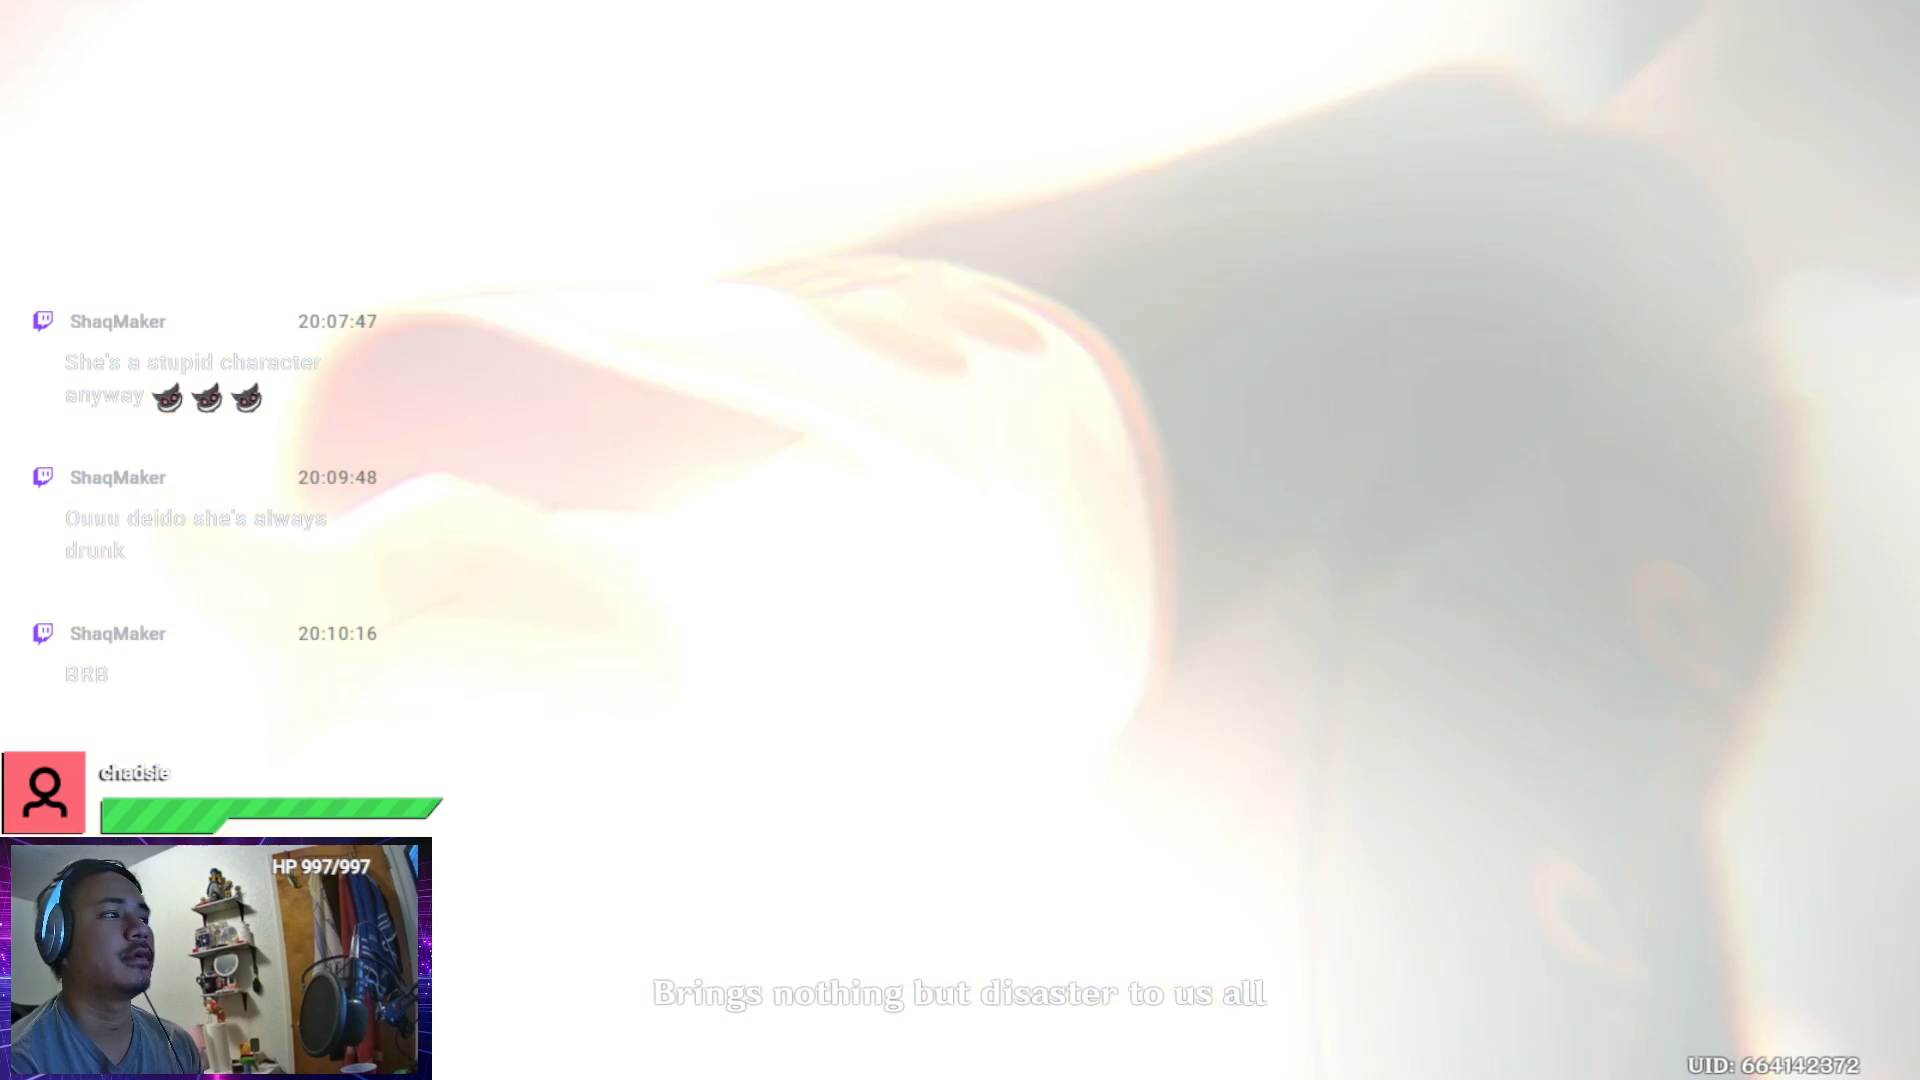 ShaqMaker 20:07:47
She's a stupid character
anyway
ShaqMaker 20:09:48
Ouuu deido she's always
drunk
ShaqMaker 20:10:16
BRB
chadsie
HP 997/997
Brings nothing but disaster to us all
UID: 664142372